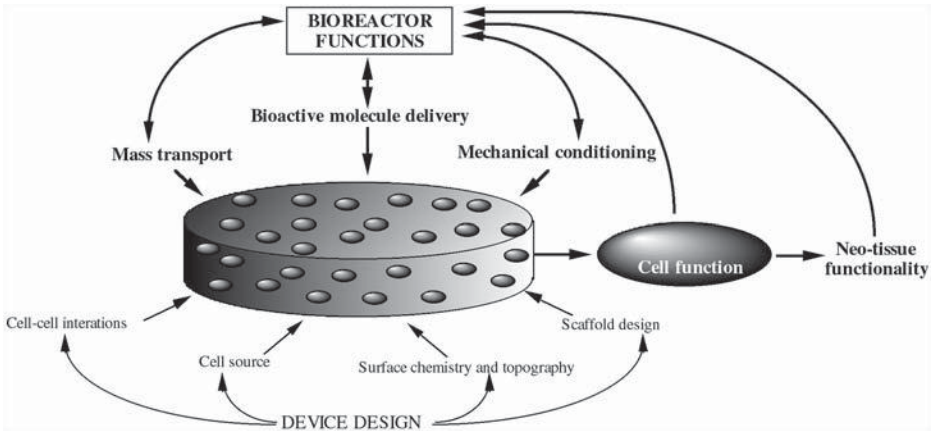 BIOREACTOR
FUNCTIONS
Bioactive molecule delivery
Mass transport
Mechanical conditioning
Cell function
Neo-tissue
functionality
Cell-cell interations
Scaffold design
Cell source
Surface chemistry and topography
DEVICE DESIGN